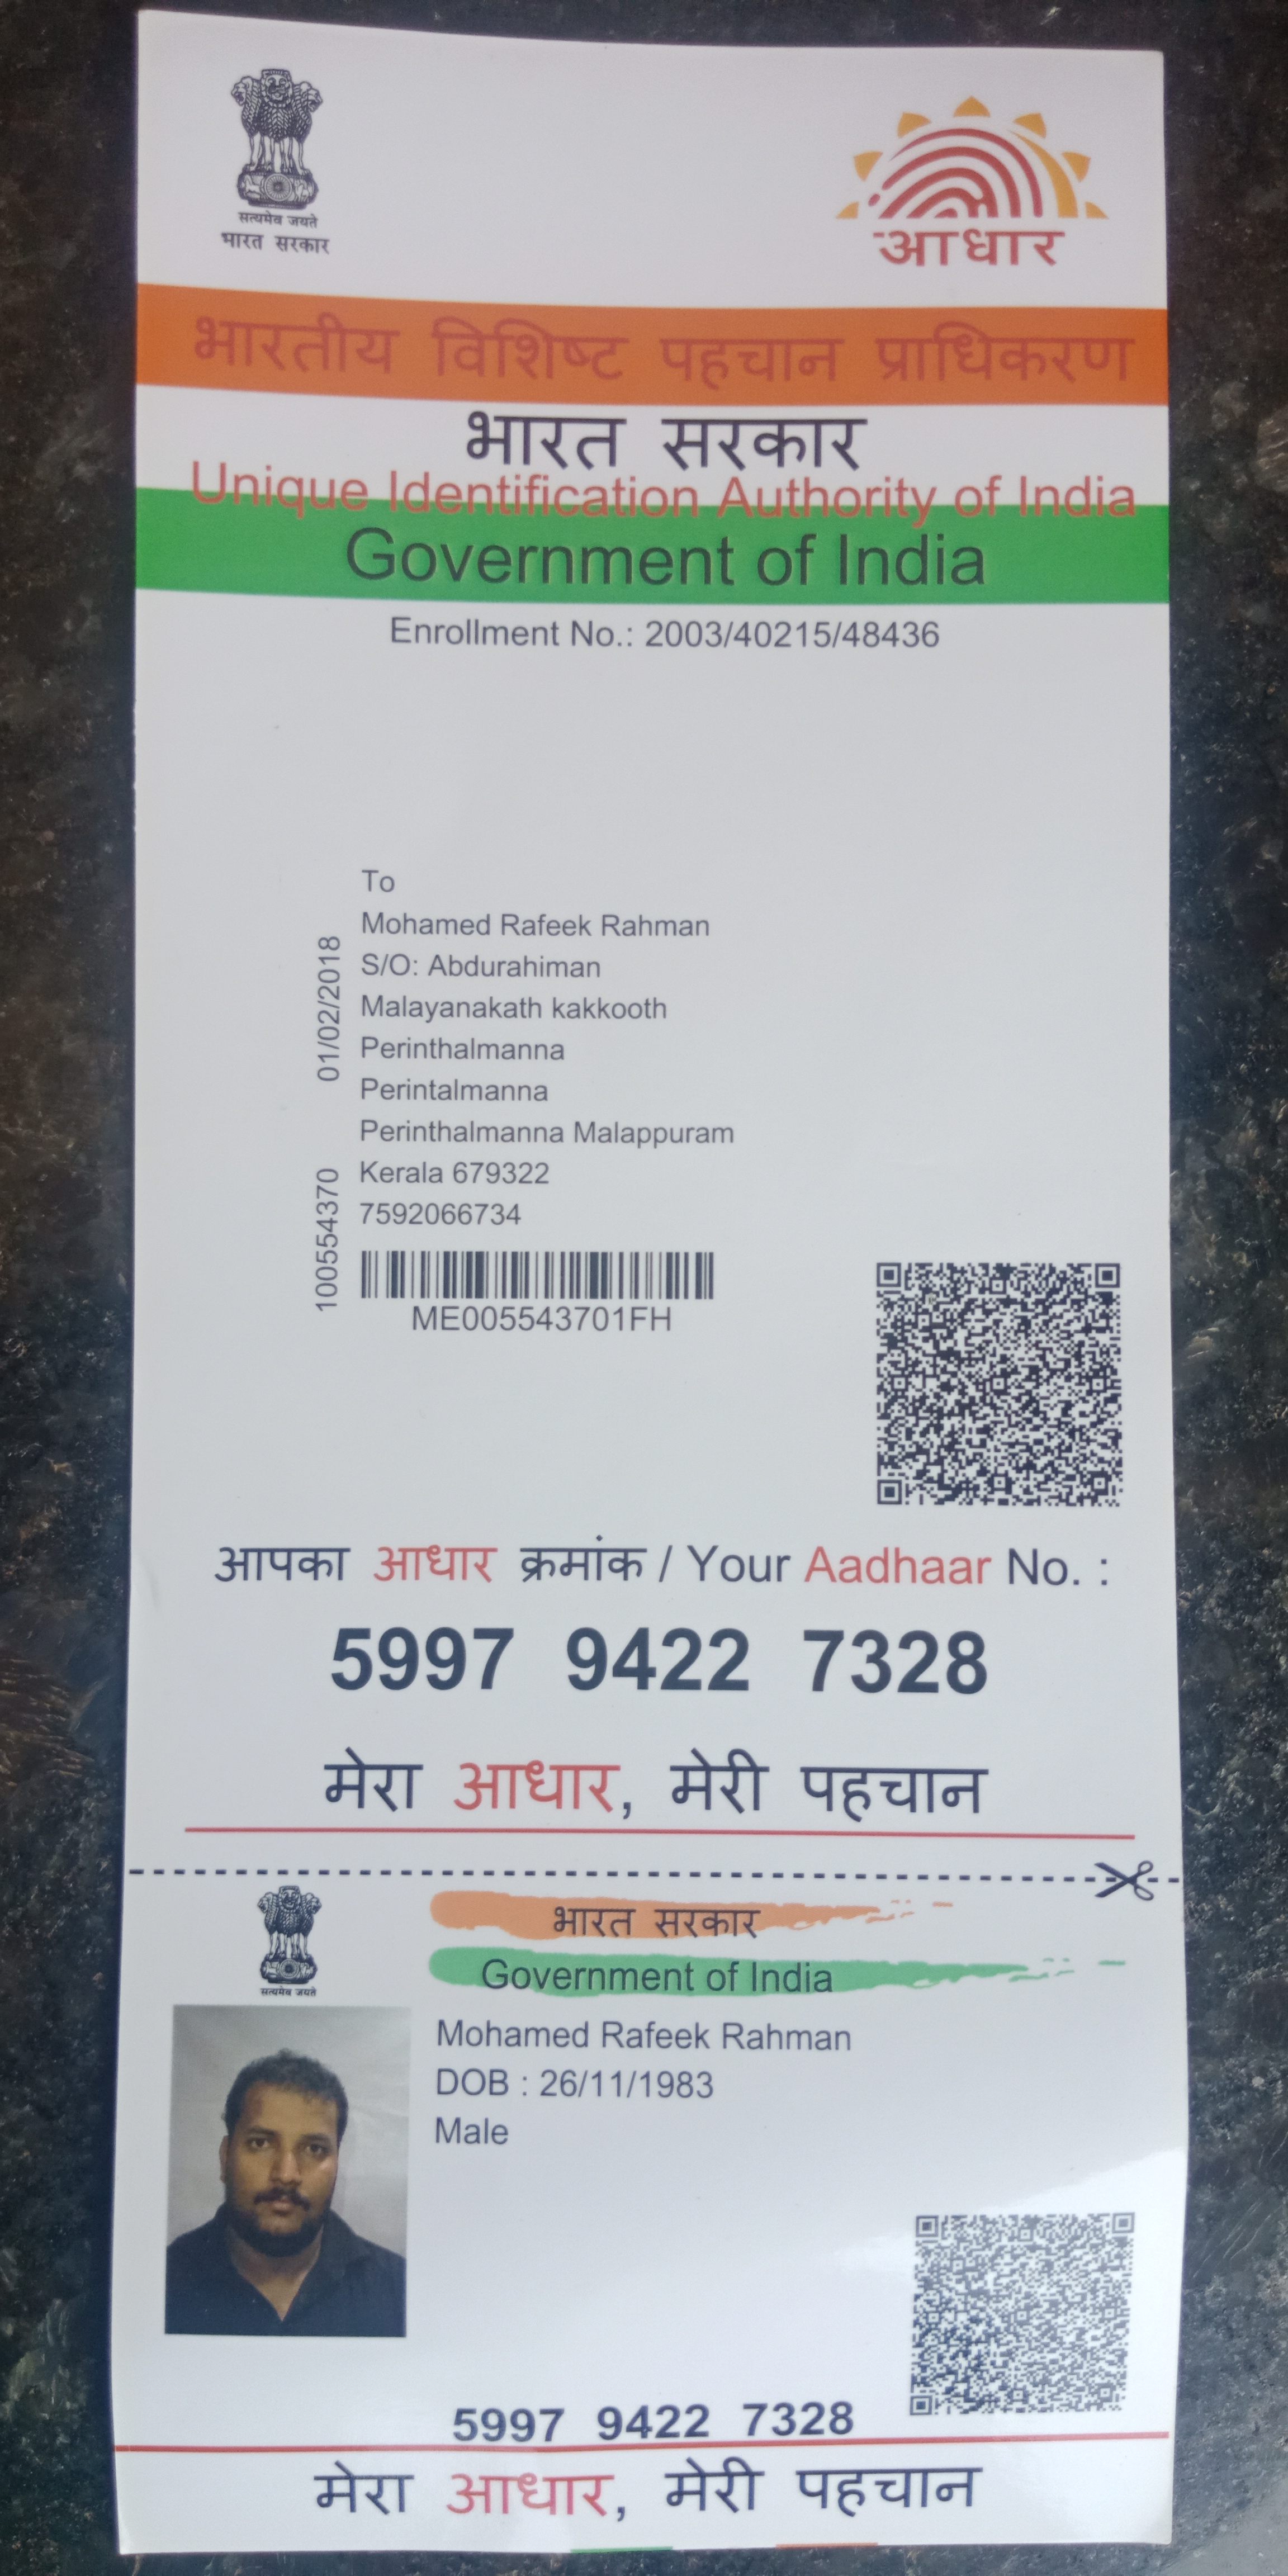 सत्यमेव जयते
भारत सरकार
आधार
भारतीय विशिष्ट पहचान प्राधिकरण
भारत सरकार
Unique Identification Authority of India
Government of India
Enrollment No.: 2003/40215/48436
To
Mohamed Rafeek Rahman
S/O: Abdurahiman
Malayanakath kakkooth
Perinthalmanna
Perintalmanna
Perinthalmanna Malappuram
Kerala 679322
7592066734
01/02/2018
100554370
ME005543701FH
आपका आधार क्रमांक / Your Aadhaar No. :
5997 9422 7328
मेरा आधार, मेरी पहचान
सत्यमेव जयते
भारत सरकार
Government of India
Mohamed Rafeek Rahman
DOB : 26/11/1983
Male
5997 9422 7328
मेरा आधार, मेरी पहचान